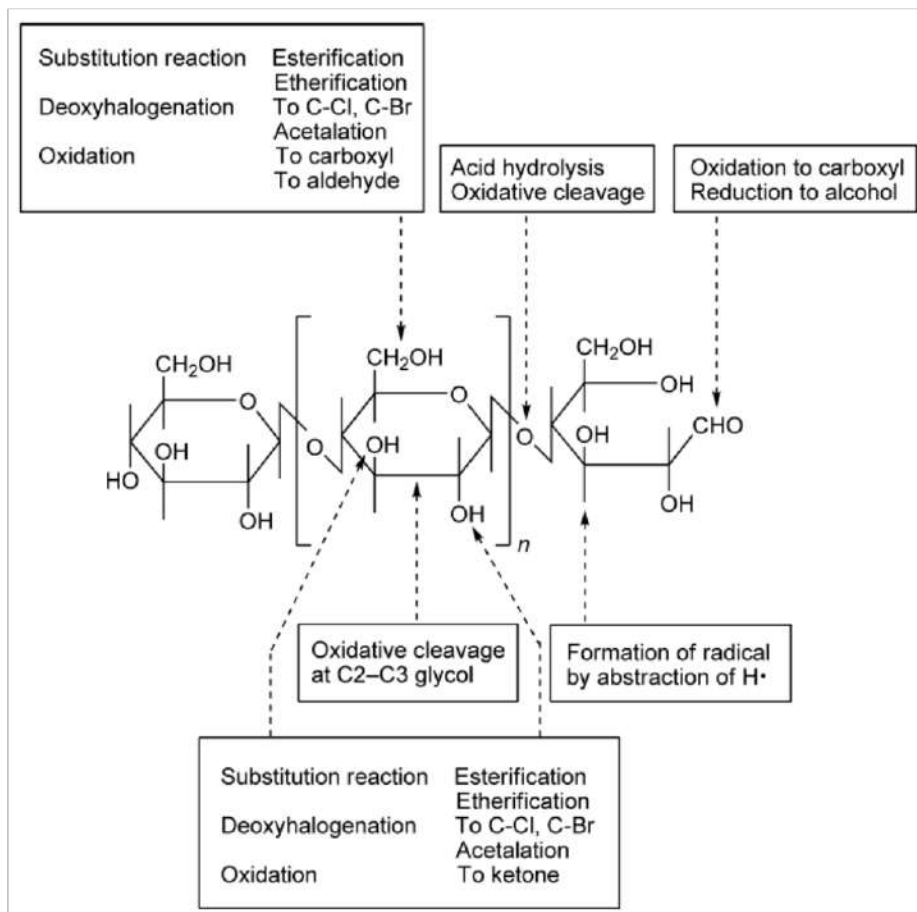 Substitution reaction Esterification
Etherification
Deoxyhalogenation To C-Cl, C-Br
Acetalation
Oxidation To carboxyl
To aldehyde
Acid hydrolysis
Oxidative cleavage
Oxidation to carboxyl
Reduction to alcohol
CH₂OH
O
OH
HO
OH
O
CH₂OH
O
OH
OH
n
O
CH₂OH
OH
OH
CHO
OH
Oxidative cleavage
at C2–C3 glycol
Formation of radical
by abstraction of H•
Substitution reaction Esterification
Etherification
Deoxyhalogenation To C-Cl, C-Br
Acetalation
Oxidation To ketone